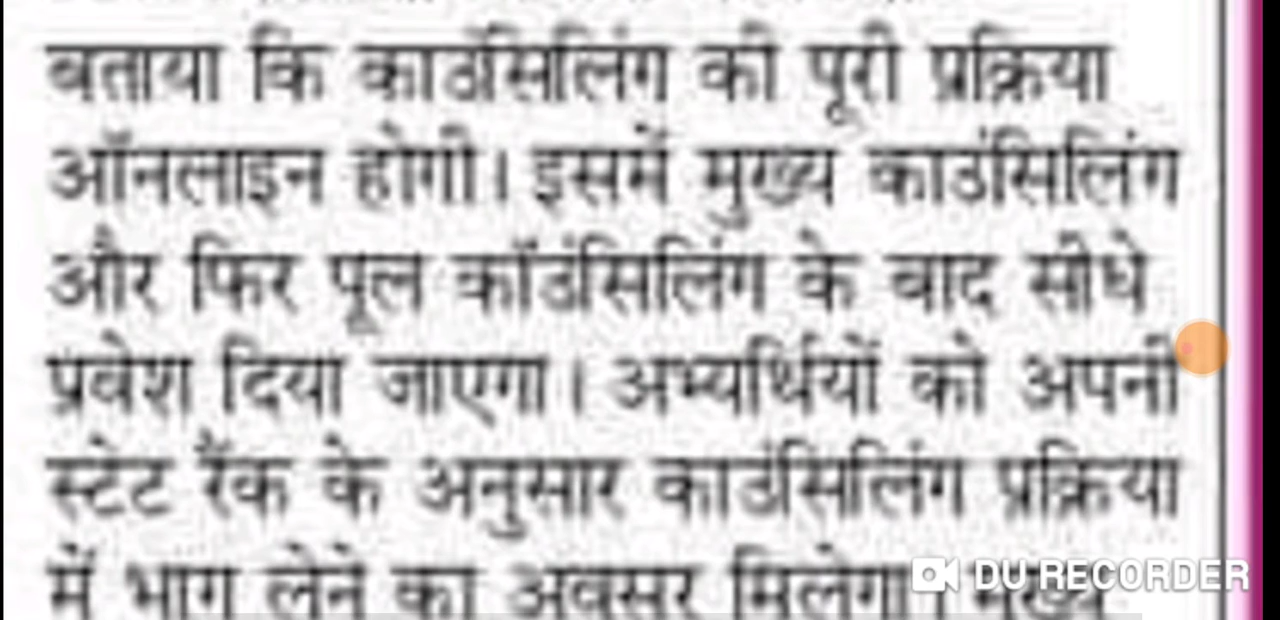 बताया कि काउंसिलिंग की पूरी प्रक्रिया
ऑनलाइन होगी। इसमें मुख्य काउंसिलिंग
और फिर पूल कॉउंसिलिंग के बाद सीधे
प्रवेश दिया जाएगा। अभ्यर्थियों को अपनी
स्टेट रैंक के अनुसार काउंसिलिंग प्रक्रिया
में भाग लेने का अवसर मिलेगा। मुख्य
DU RECORDER